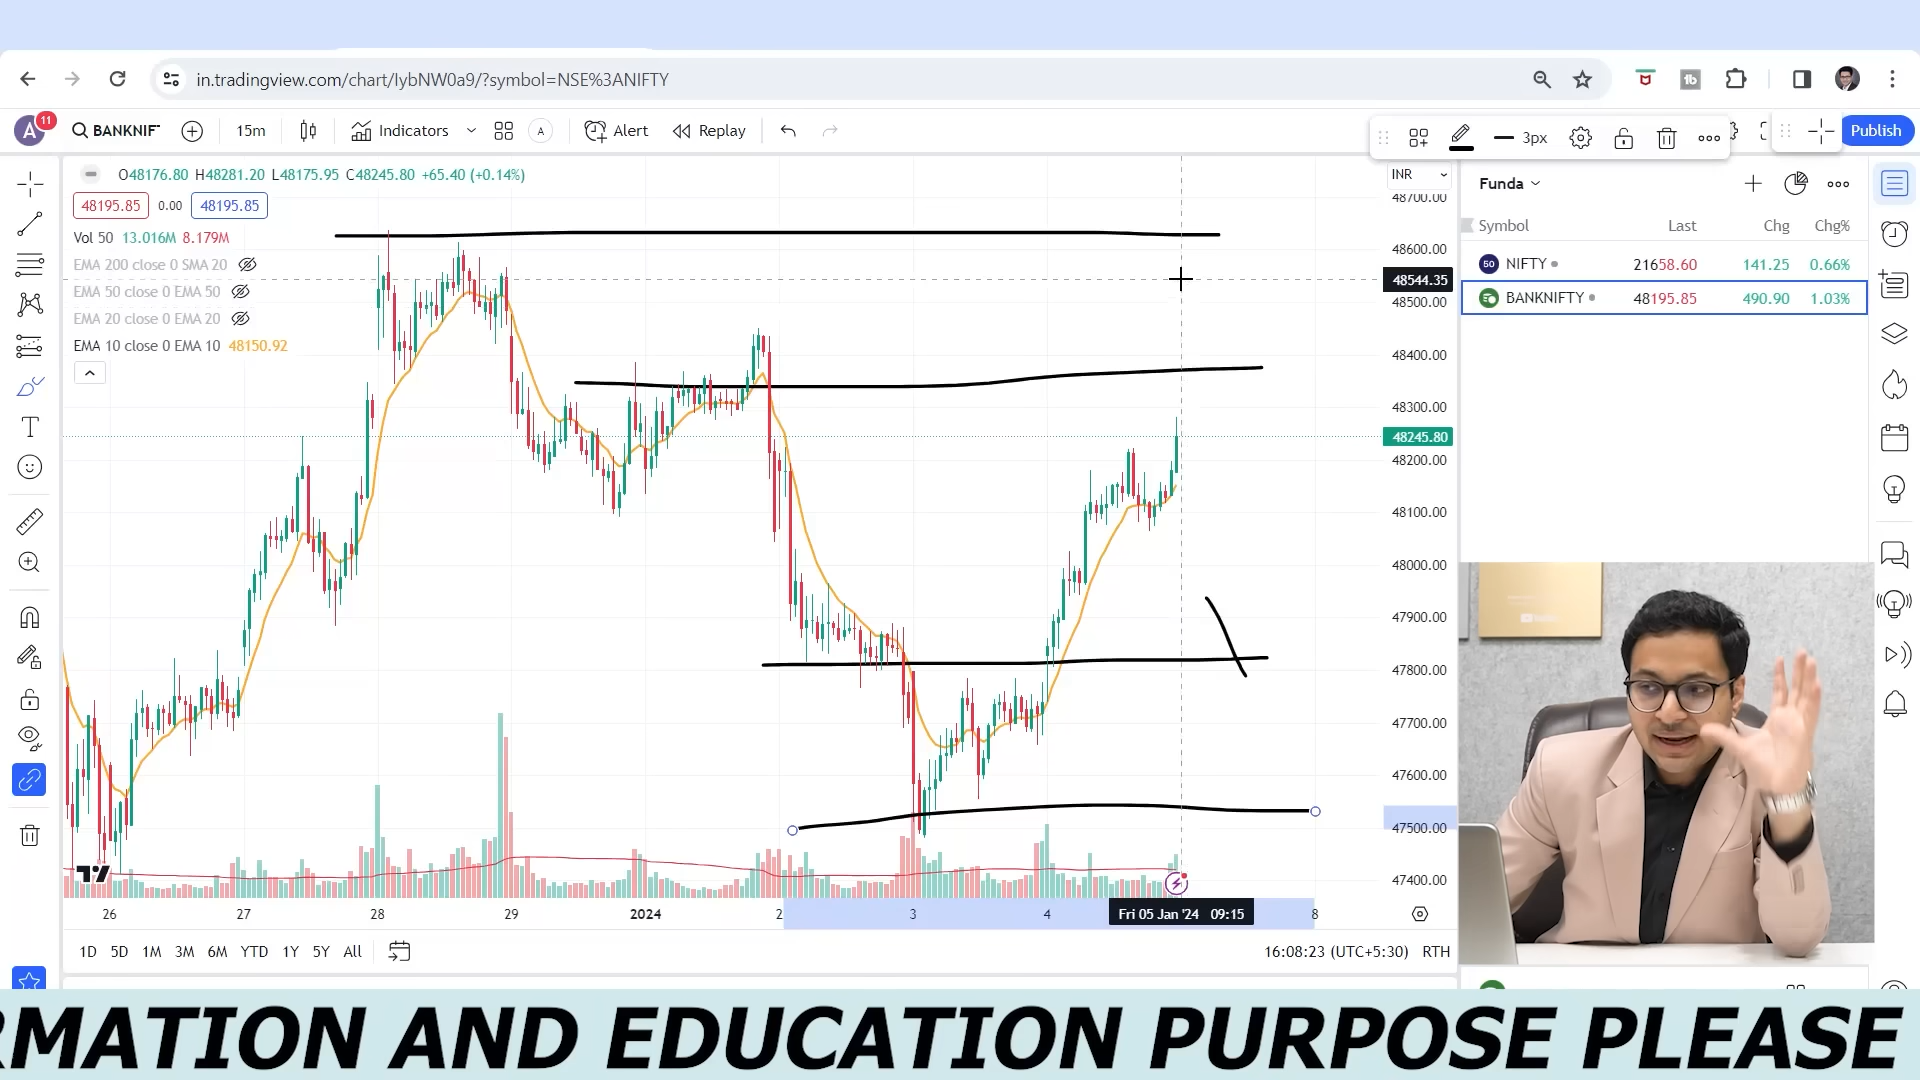 in.tradingview.com/chart/IybNW0a9/?symbol=NSE%3ANIFTY
A 11 BANKNIF 15m Indicators A Alert Replay 3px Publish
O48176.80 H48281.20 L48175.95 C48245.80 +65.40 (+0.14%)
INR
48195.85 0.00 48195.85
Vol 50 13.016M 8.179M
EMA 200 close 0 SMA 20
EMA 50 close 0 EMA 50
EMA 20 close 0 EMA 20
EMA 10 close 0 EMA 10 48150.92
48700.00
48600.00
48544.35
48500.00
48400.00
48300.00
48245.80
48200.00
48100.00
48000.00
47900.00
47800.00
47700.00
47600.00
47500.00
47400.00
26 27 28 29 2024 2 3 4 Fri 05 Jan '24 09:15 8
1D 5D 1M 3M 6M YTD 1Y 5Y All
16:08:23 (UTC+5:30) RTH
Funda
Symbol Last Chg Chg%
50 NIFTY 21658.60 141.25 0.66%
BANKNIFTY 48195.85 490.90 1.03%
RMATION AND EDUCATION PURPOSE PLEASE